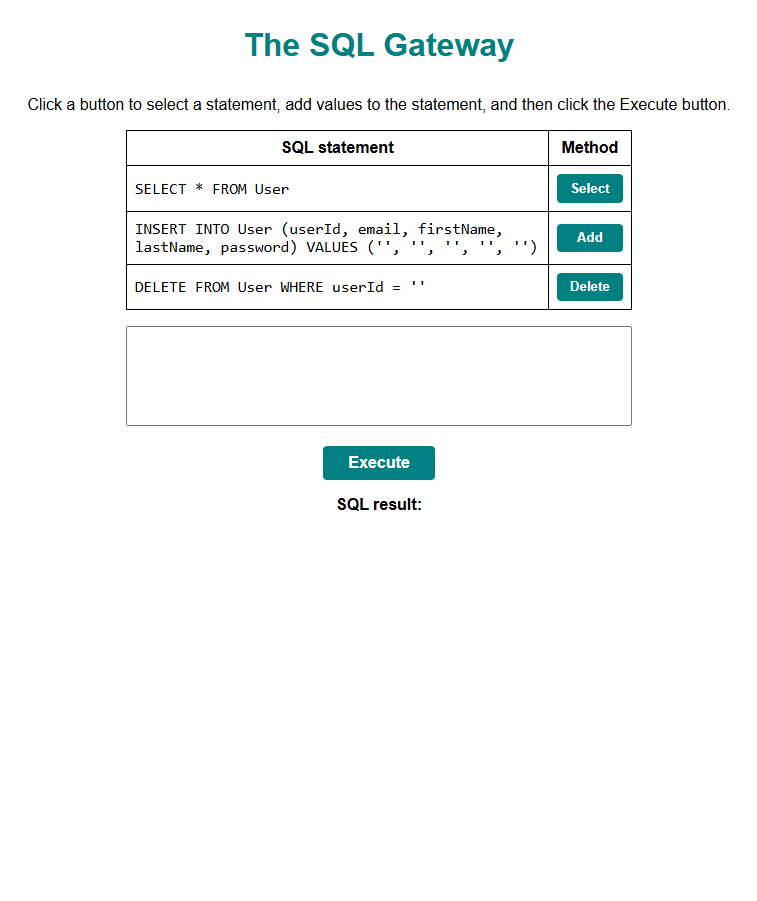 The SQL Gateway
Click a button to select a statement, add values to the statement, and then click the Execute button.
SQL statement Method
SELECT * FROM User Select
INSERT INTO User (userId, email, firstName,
lastName, password) VALUES ('', '', '', '', '') Add
DELETE FROM User WHERE userId = '' Delete
Execute
SQL result: